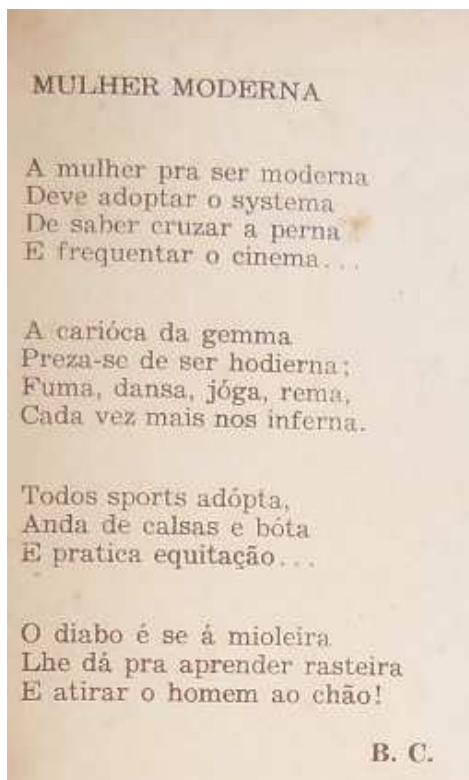 MULHER MODERNA
A mulher pra ser moderna
Deve adoptar o systema
De saber cruzar a perna
E frequentar o cinema...
A carióca da gemma
Preza-se de ser hodierna;
Fuma, dansa, jóga, rema,
Cada vez mais nos inferna.
Todos sports adópta,
Anda de calsas e bóta
E pratica equitação...
O diabo é se á mioleira
Lhe dá pra aprender rasteira
E atirar o homem ao chão!
B. C.